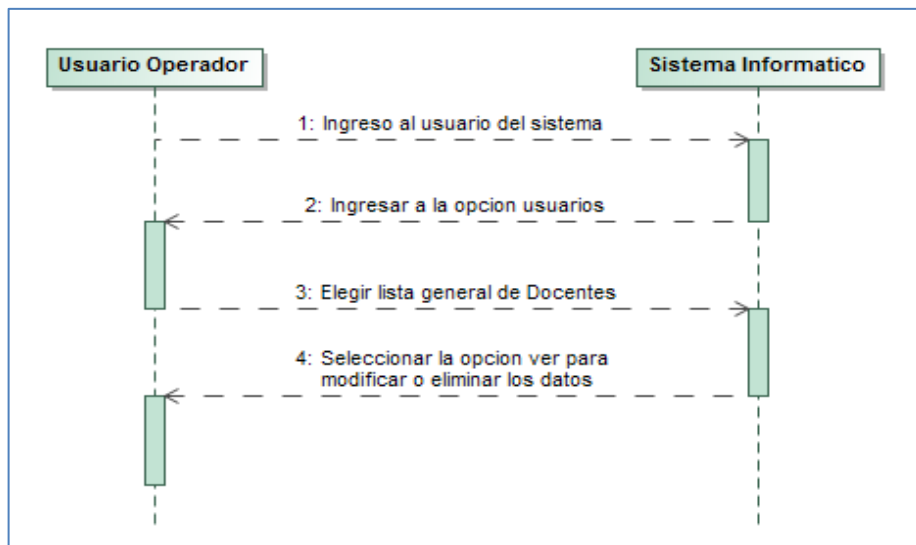 Usuario Operador
Sistema Informatico
1: Ingreso al usuario del sistema
2: Ingresar a la opcion usuarios
3: Elegir lista general de Docentes
4: Seleccionar la opcion ver para
modificar o eliminar los datos